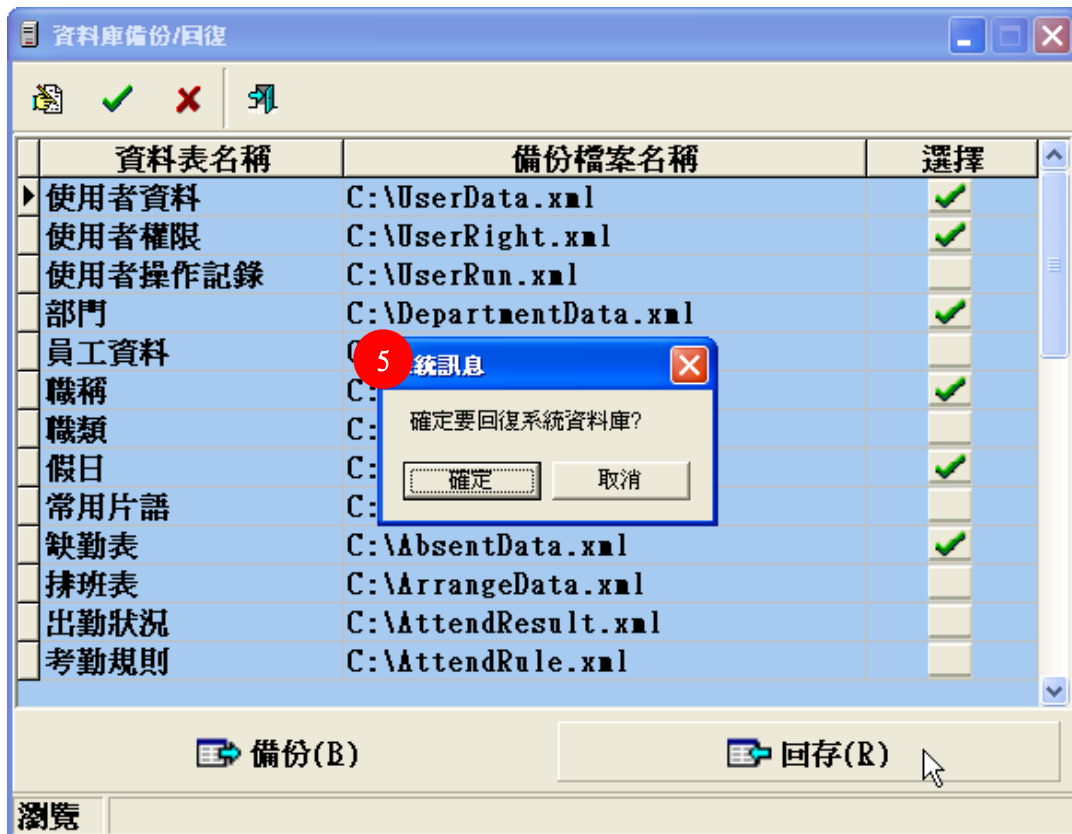 資料庫備份/回復
資料表名稱 備份檔案名稱 選擇
使用者資料 C:\UserData.xml
使用者權限 C:\UserRight.xml
使用者操作記錄 C:\UserRun.xml
部門 C:\DepartmentData.xml
員工資料
5 統訊息
職稱 C:
確定要回復系統資料庫?
職類 C:
假日 C:
確定 取消
常用片語 C:
缺勤表 C:\AbsentData.xml
排班表 C:\ArrangeData.xml
出勤狀況 C:\AttendResult.xml
考勤規則 C:\AttendRule.xml
備份(B) 回存(R)
瀏覽